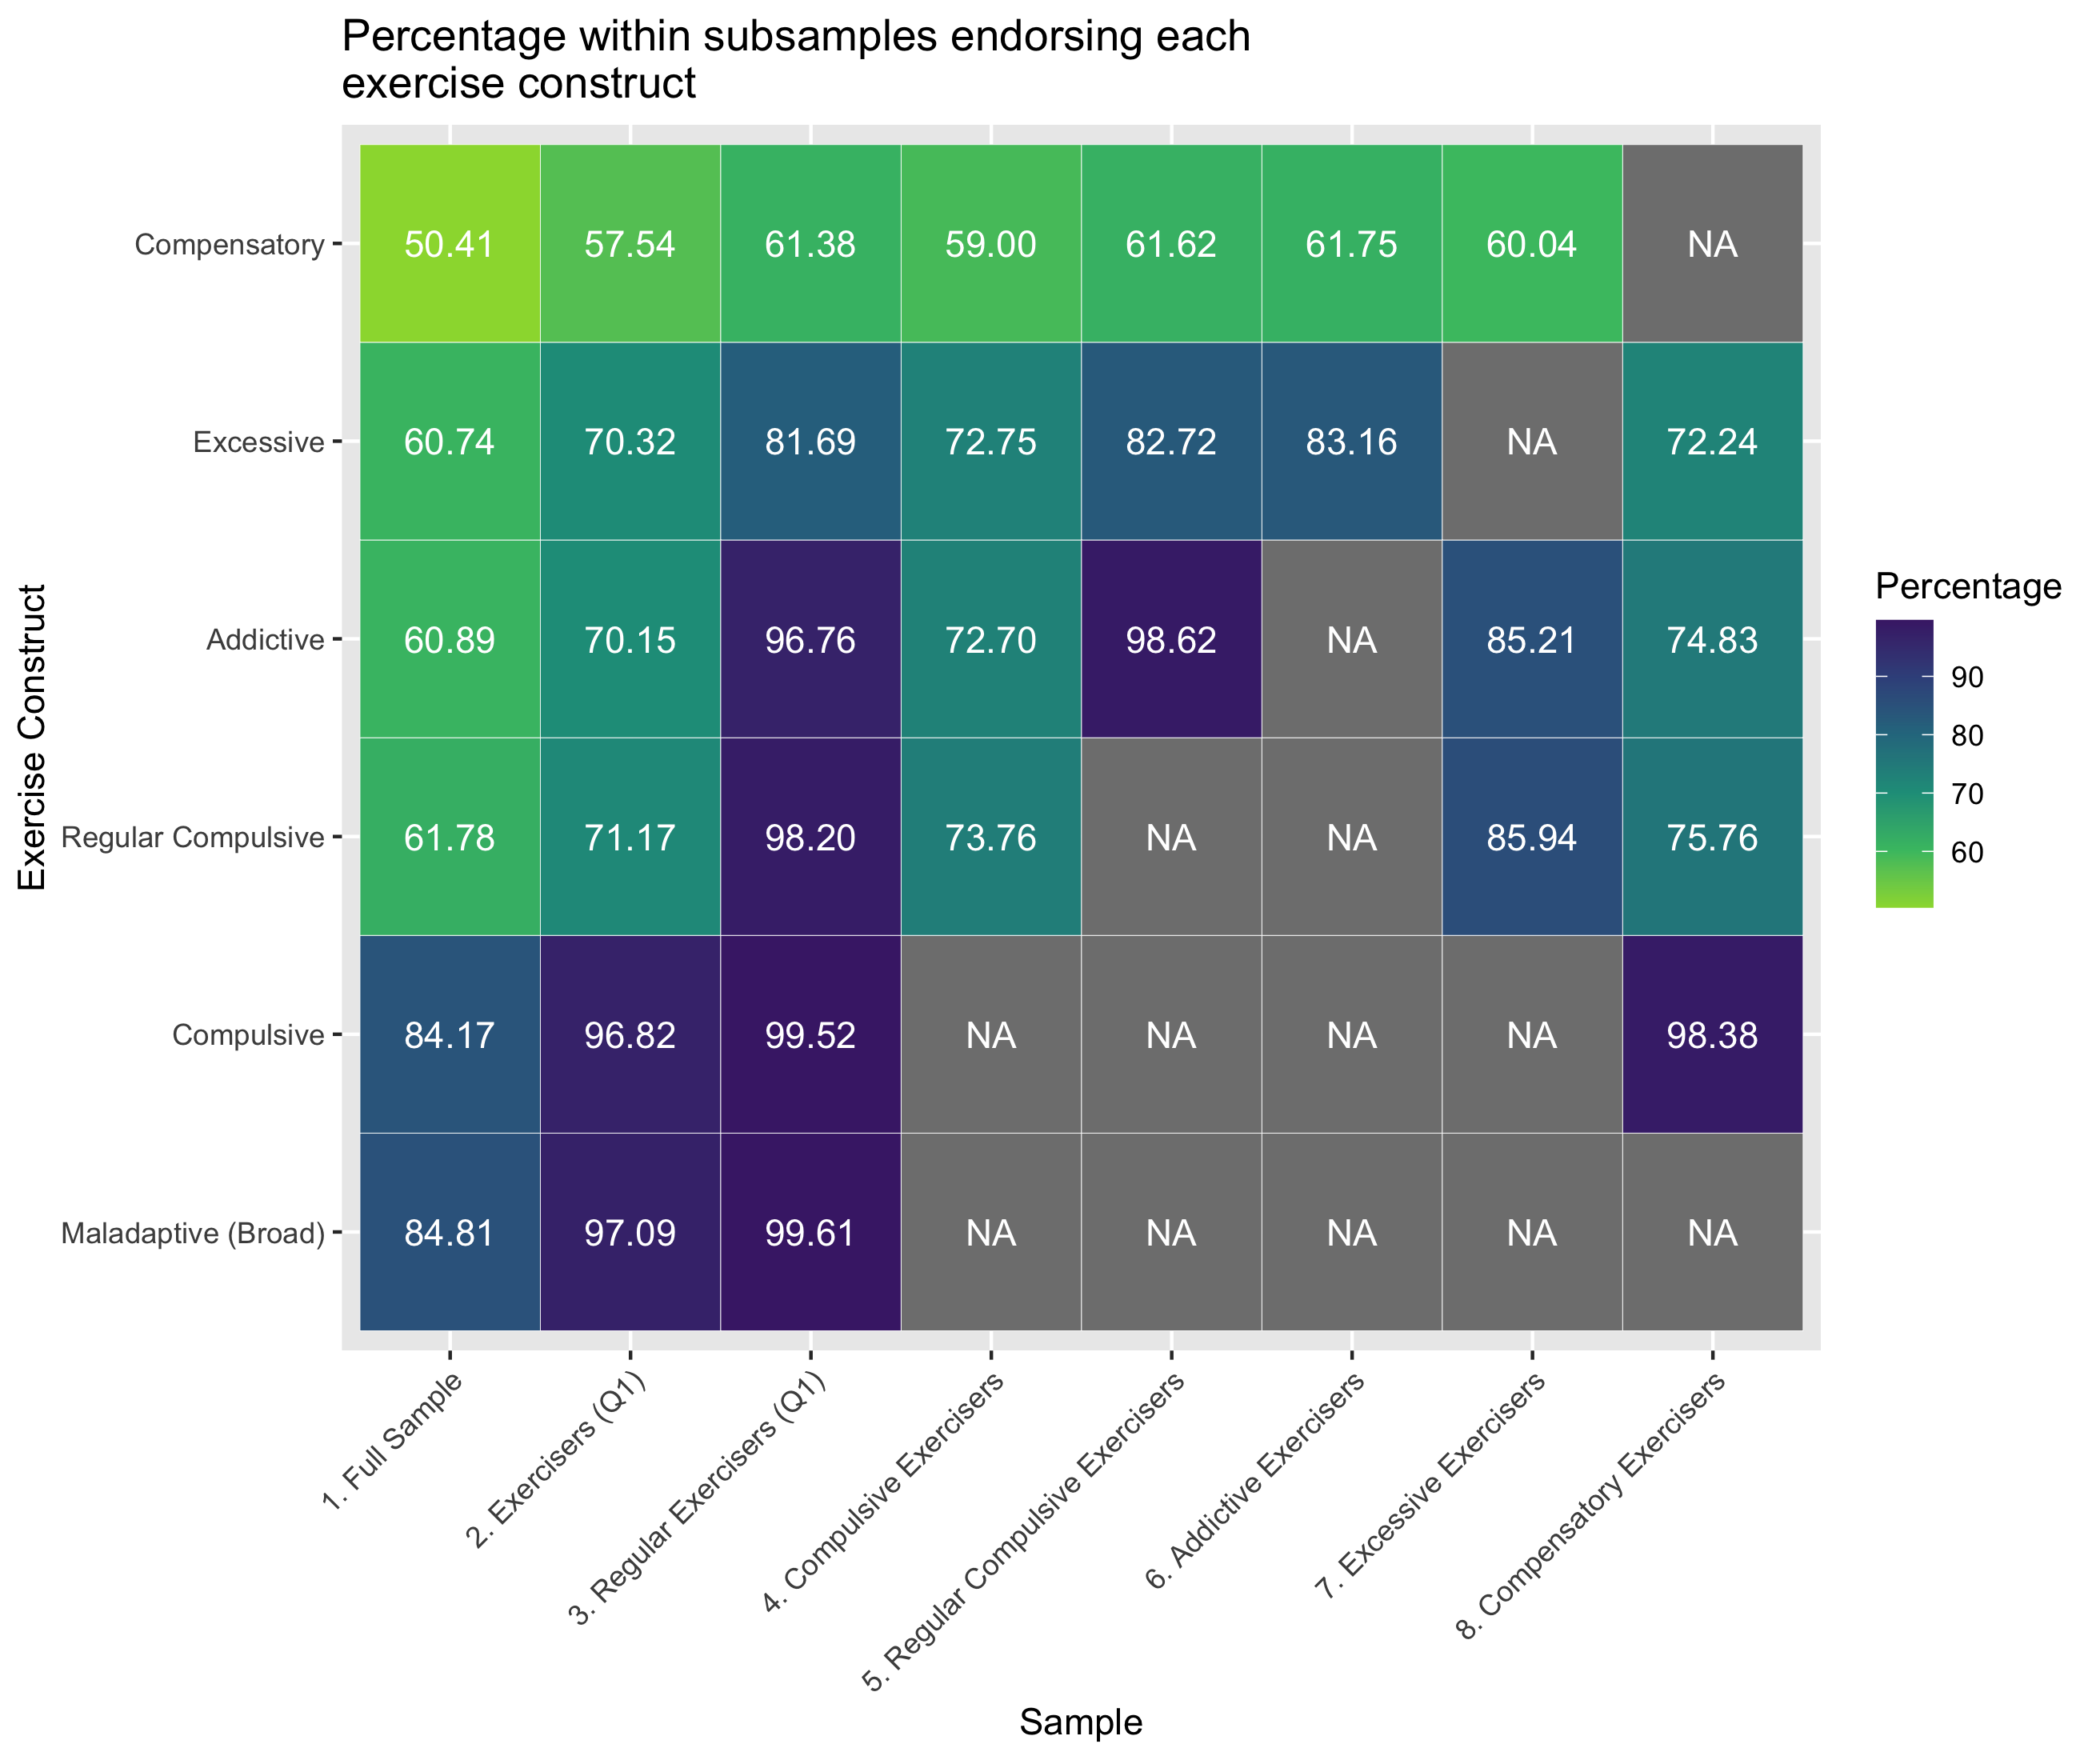 Percentage within subsamples endorsing each
exercise construct
Exercise Construct
Compensatory 50.41 57.54 61.38 59.00 61.62 61.75 60.04 NA
Excessive 60.74 70.32 81.69 72.75 82.72 83.16 NA 72.24
Addictive 60.89 70.15 96.76 72.70 98.62 NA 85.21 74.83
Regular Compulsive 61.78 71.17 98.20 73.76 NA NA 85.94 75.76
Compulsive 84.17 96.82 99.52 NA NA NA NA 98.38
Maladaptive (Broad) 84.81 97.09 99.61 NA NA NA NA NA
1. Full Sample
2. Exercisers (Q1)
3. Regular Exercisers (Q1)
4. Compulsive Exercisers
5. Regular Compulsive Exercisers
6. Addictive Exercisers
7. Excessive Exercisers
8. Compensatory Exercisers
Sample
Percentage
90
80
70
60